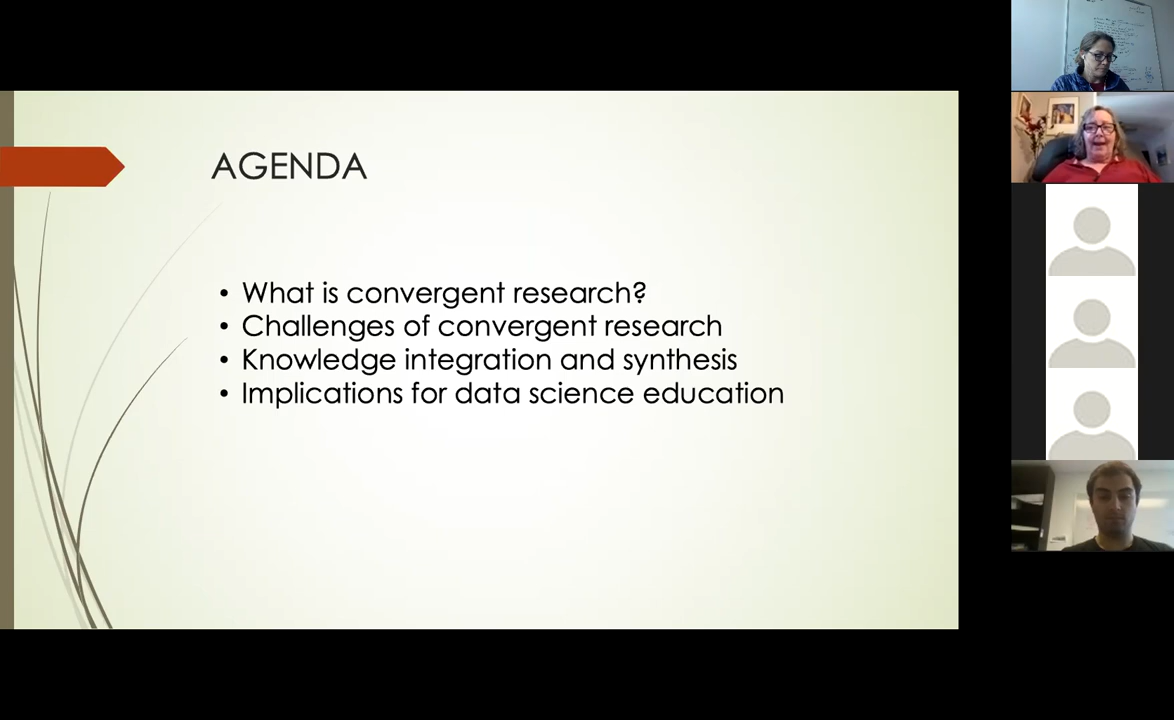 AGENDA
• What is convergent research?
• Challenges of convergent research
• Knowledge integration and synthesis
• Implications for data science education